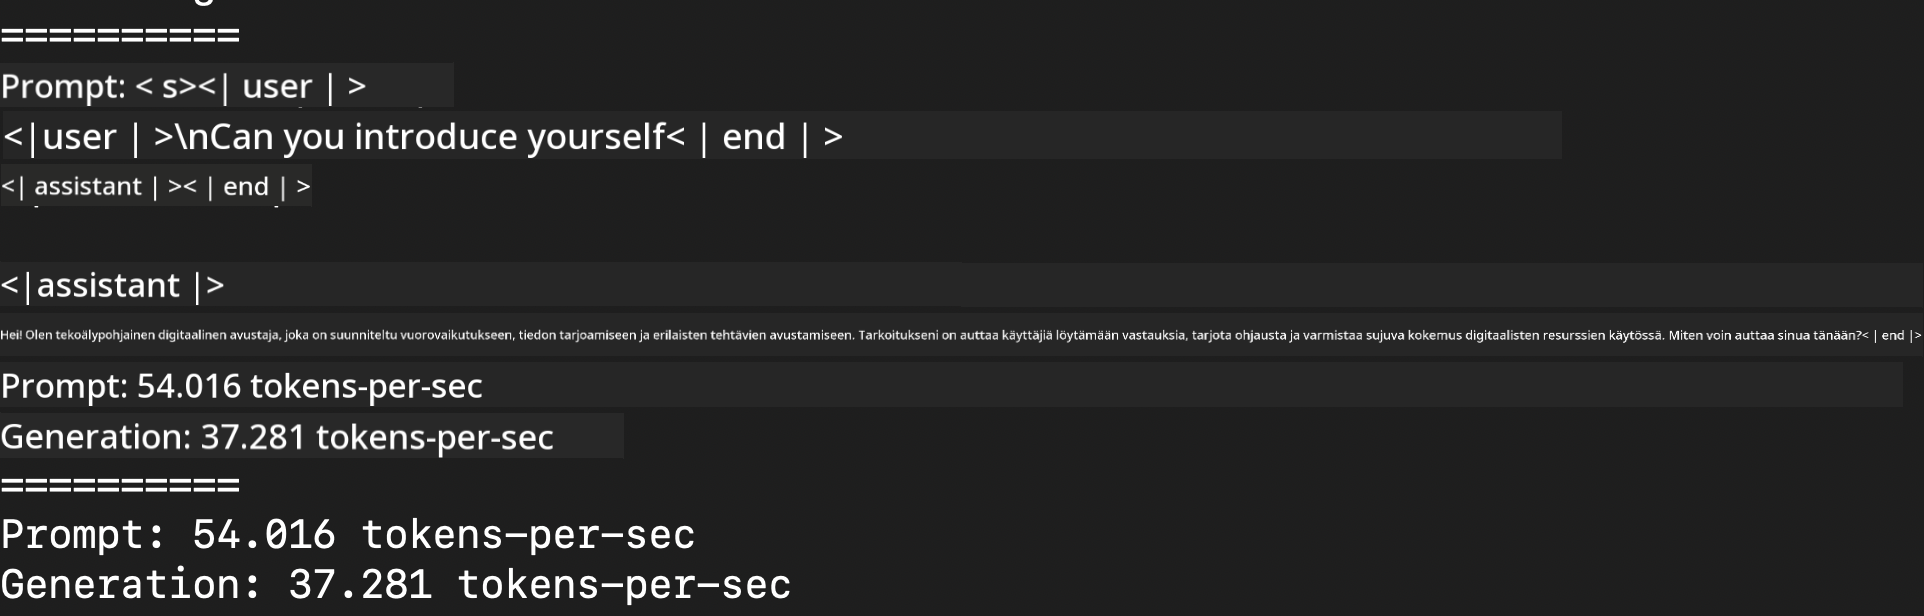 ==========
Prompt: < s><| user | >
<|user | >\nCan you introduce yourself< | end | >
<| assistant | >< | end | >
<|assistant |>
Hei! Olen tekoälypohjainen digitaalinen avustaja, joka on suunniteltu vuorovaikutukseen, tiedon tarjoamiseen ja erilaisten tehtävien avustamiseen. Tarkoitukseni on auttaa käyttäjiä löytämään vastauksia, tarjota ohjausta ja varmistaa sujuva kokemus digitaalisten resurssien käytössä. Miten voin auttaa sinua tänään?< | end |>
Prompt: 54.016 tokens-per-sec
Generation: 37.281 tokens-per-sec
==========
Prompt: 54.016 tokens-per-sec
Generation: 37.281 tokens-per-sec